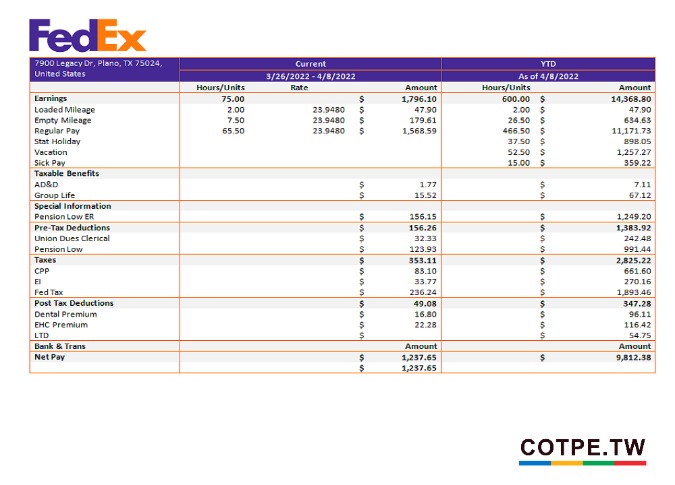 FedEx
7900 Legacy Dr, Plano, TX 75024, Current YTD
United States 3/26/2022 - 4/8/2022 As of 4/8/2022
Hours/Units Rate Amount Hours/Units Amount
Earnings 75.00 $ 1,796.10 600.00 $ 14,368.80
Loaded Mileage 2.00 23.9480 $ 47.90 2.00 $ 47.90
Empty Mileage 7.50 23.9480 $ 179.61 26.50 $ 634.63
Regular Pay 65.50 23.9480 $ 1,568.59 466.50 $ 11,171.73
Stat Holiday 37.50 $ 898.05
Vacation 52.50 $ 1,257.27
Sick Pay 15.00 $ 359.22
Taxable Benefits
AD&D $ 1.77 $ 7.11
Group Life $ 15.52 $ 67.12
Special Information
Pension Low ER $ 156.15 $ 1,249.20
Pre-Tax Deductions $ 156.26 $ 1,383.92
Union Dues Clerical $ 32.33 $ 242.48
Pension Low $ 123.93 $ 991.44
Taxes $ 353.11 $ 2,825.22
CPP $ 83.10 $ 661.60
EI $ 33.77 $ 270.16
Fed Tax $ 236.24 $ 1,893.46
Post Tax Deductions $ 49.08 $ 347.28
Dental Premium $ 16.80 $ 96.11
EHC Premium $ 22.28 $ 116.42
LTD $ $ 54.75
Bank & Trans Amount Amount
Net Pay $ 1,237.65 $ 9,812.38
$ 1,237.65
COTPE.TW